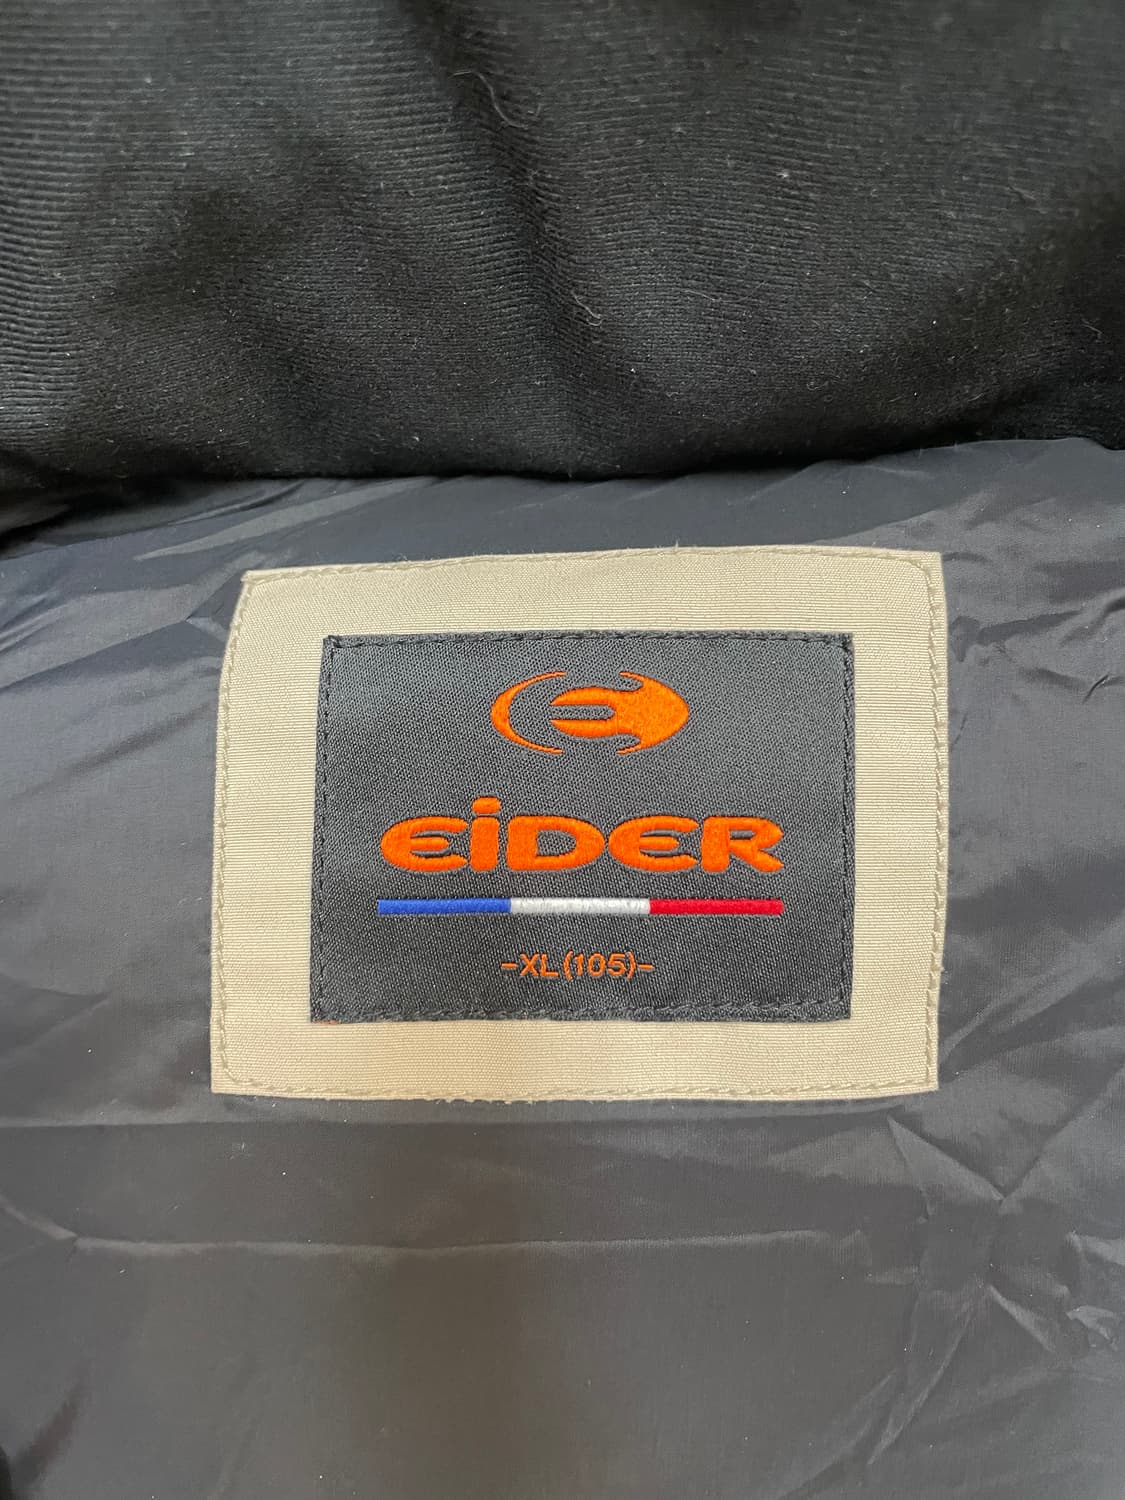 EiDER
-XL(105)-